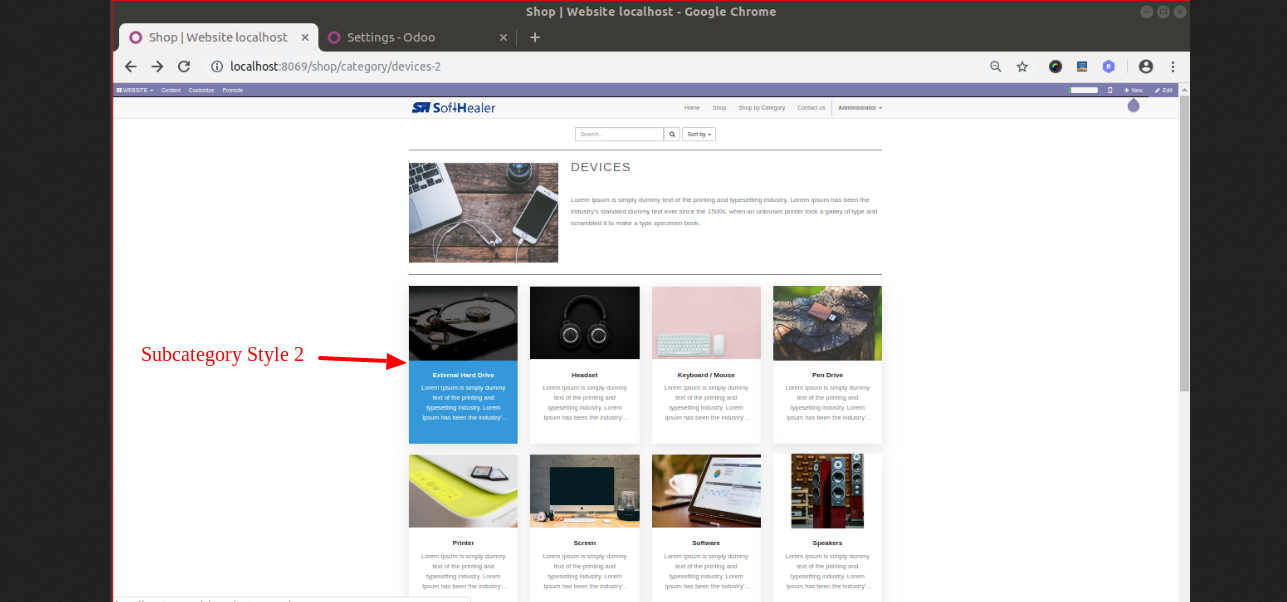 Shop | Website localhost - Google Chrome
Shop | Website localhost
Settings - Odoo
localhost:8069/shop/category/devices-2
WEBSITE Content Customize Promote
New Edit
SoftHealer
Home Shop Shop by Category Contact us Administrator
Search...
Sort by
DEVICES
Lorem Ipsum is simply dummy text of the printing and typesetting industry. Lorem Ipsum has been the
industry's standard dummy text ever since the 1500s, when an unknown printer took a galley of type and
scrambled it to make a type specimen book.
Subcategory Style 2
External Hard Drive
Lorem Ipsum is simply dummy
text of the printing and
typesetting industry. Lorem
Ipsum has been the industry'...
Headset
Lorem Ipsum is simply dummy
text of the printing and
typesetting industry. Lorem
Ipsum has been the industry'...
Keyboard / Mouse
Lorem Ipsum is simply dummy
text of the printing and
typesetting industry. Lorem
Ipsum has been the industry'...
Pen Drive
Lorem Ipsum is simply dummy
text of the printing and
typesetting industry. Lorem
Ipsum has been the industry'...
Printer
Lorem Ipsum is simply dummy
text of the printing and
typesetting industry. Lorem
Ipsum has been the industry'...
Screen
Lorem Ipsum is simply dummy
text of the printing and
typesetting industry. Lorem
Ipsum has been the industry'...
Software
Lorem Ipsum is simply dummy
text of the printing and
typesetting industry. Lorem
Ipsum has been the industry'...
Speakers
Lorem Ipsum is simply dummy
text of the printing and
typesetting industry. Lorem
Ipsum has been the industry'...